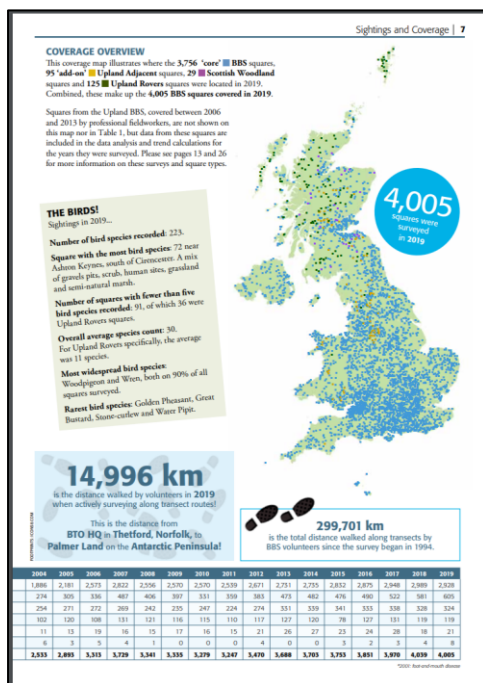 Sightings and Coverage | 7
COVERAGE OVERVIEW
This coverage map illustrates where the 3,756 ‘core’ BBS squares,
95 ‘add-on’ Upland Adjacent squares, 29 Scottish Woodland
squares and 125 Upland Rovers squares were located in 2019.
Combined, these make up the 4,005 BBS squares covered in 2019.
Squares from the Upland BBS, covered between 2006
and 2013 by professional fieldworkers, are not shown on
this map nor in Table 1, but data from these squares are
included in the data analysis and trend calculations for
the years they were surveyed. Please see pages 13 and 26
for more information on these surveys and square types.
THE BIRDS!
Sightings in 2019...
Number of bird species recorded: 223.
Square with the most bird species: 72 near
Ashton Keynes, south of Cirencester. A mix
of gravels pits, scrub, human sites, grassland
and semi-natural marsh.
Number of squares with fewer than five
bird species recorded: 91, of which 36 were
Upland Rovers squares.
Overall average species count: 30.
For Upland Rovers specifically, the average
was 11 species.
Most widespread bird species:
Woodpigeon and Wren, both on 90% of all
squares surveyed.
Rarest bird species: Golden Pheasant, Great
Bustard, Stone-curlew and Water Pipit.
4,005
squares were
surveyed
in 2019
14,996 km
is the distance walked by volunteers in 2019
when actively surveying along transect routes!
This is the distance from
BTO HQ in Thetford, Norfolk, to
Palmer Land on the Antarctic Peninsula!
299,701 km
is the total distance walked along transects by
BBS volunteers since the survey began in 1994.
2004 2005 2006 2007 2008 2009 2010 2011 2012 2013 2014 2015 2016 2017 2018 2019
1,886 2,181 2,573 2,822 2,556 2,570 2,570 2,539 2,671 2,731 2,735 2,832 2,875 2,948 2,989 2,928
274 305 336 487 406 397 331 359 383 473 482 476 490 522 581 605
254 271 272 269 242 235 247 224 274 331 339 341 333 338 328 324
102 120 108 131 121 116 115 110 117 127 120 78 127 131 119 119
11 13 19 16 15 17 16 15 21 26 27 23 24 28 18 21
6 3 5 4 1 0 0 0 4 0 0 3 2 3 4 8
2,533 2,893 3,313 3,729 3,341 3,335 3,279 3,247 3,470 3,688 3,703 3,753 3,851 3,970 4,039 4,005
*2001: foot-and-mouth disease